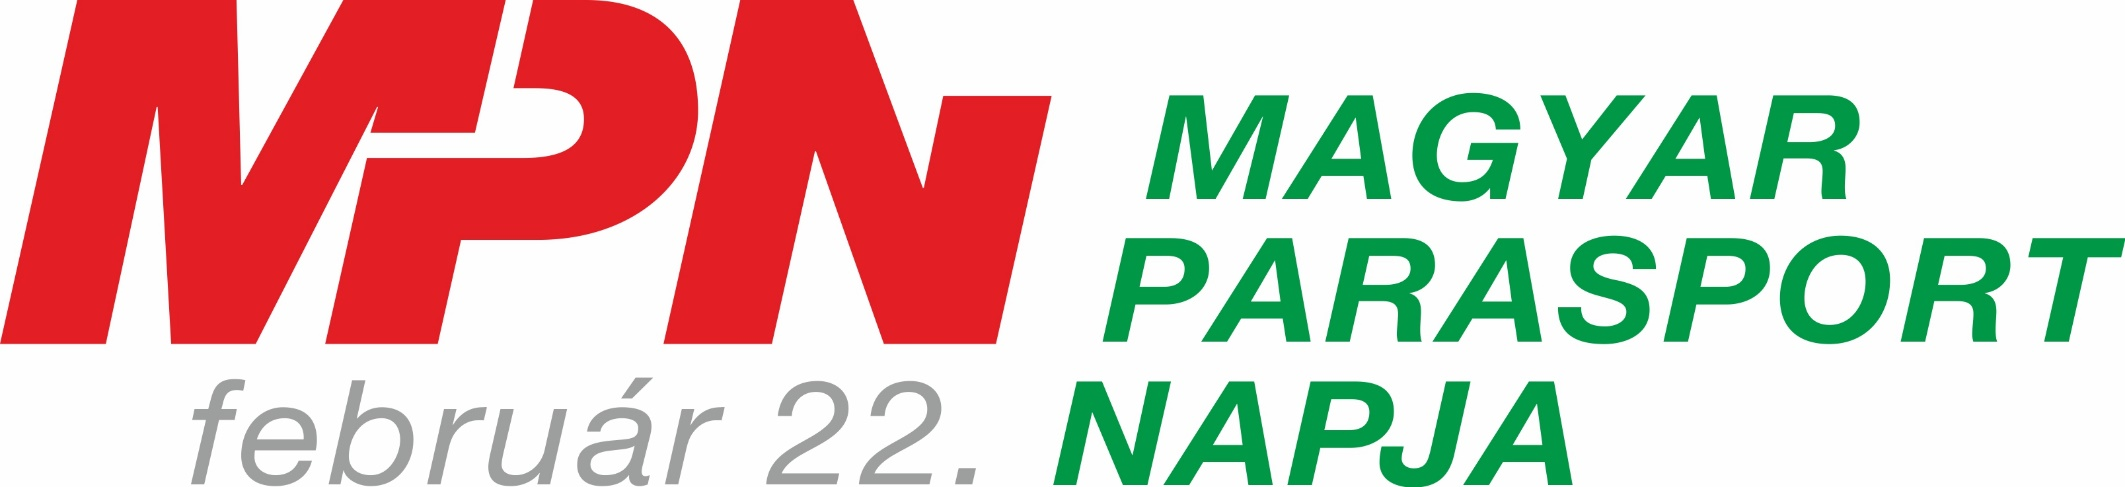 MPN
február 22.
MAGYAR
PARASPORT
NAPJA